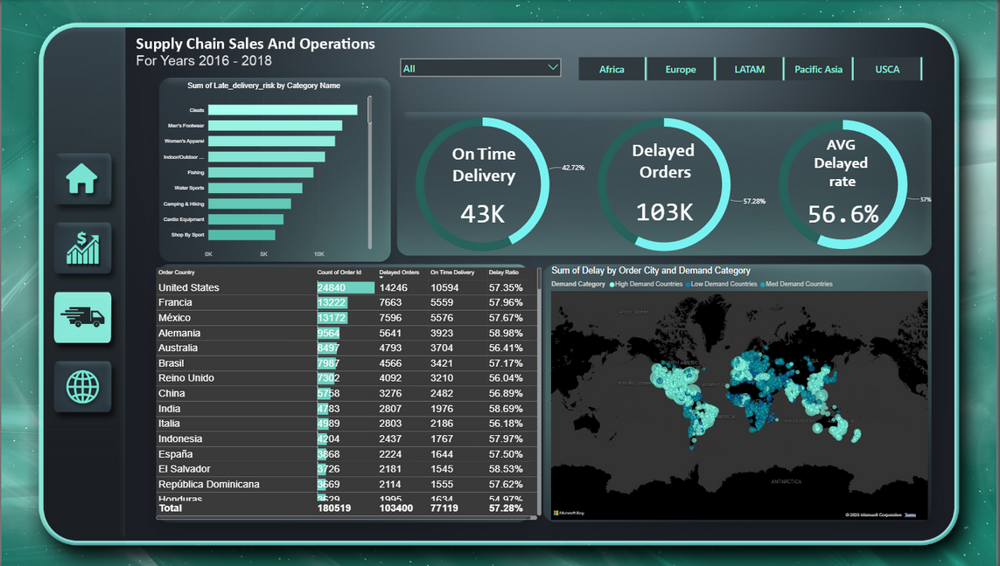 Supply Chain Sales And Operations
For Years 2016 - 2018
All
Africa
Europe
LATAM
Pacific Asia
USCA
Sum of Late_delivery_risk by Category Name
Cleats
Men's Footwear
Women's Apparel
Indoor/Outdoor ...
Fishing
Water Sports
Camping & Hiking
Cardio Equipment
Shop By Sport
0K 5K 10K
On Time
Delivery
43K
42.72%
Delayed
Orders
103K
57.28%
AVG
Delayed
rate
56.6%
57%
Order Country Count of Order Id Delayed Orders On Time Delivery Delay Ratio
United States 24840 14246 10594 57.35%
Francia 13222 7663 5559 57.96%
México 13172 7596 5576 57.67%
Alemania 9564 5641 3923 58.98%
Australia 8497 4793 3704 56.41%
Brasil 7987 4566 3421 57.17%
Reino Unido 7302 4092 3210 56.04%
China 5758 3276 2482 56.89%
India 4783 2807 1976 58.69%
Italia 4989 2803 2186 56.18%
Indonesia 4204 2437 1767 57.97%
España 3868 2224 1644 57.50%
El Salvador 3726 2181 1545 58.53%
República Dominicana 3669 2114 1555 57.62%
Honduras 3629 1995 1634 54.97%
Total 180519 103400 77119 57.28%
Sum of Delay by Order City and Demand Category
Demand Category High Demand Countries Low Demand Countries Med Demand Countries
Arctic Ocean
ANTARCTICA
Microsoft Bing
© 2025 Microsoft Corporation Terms